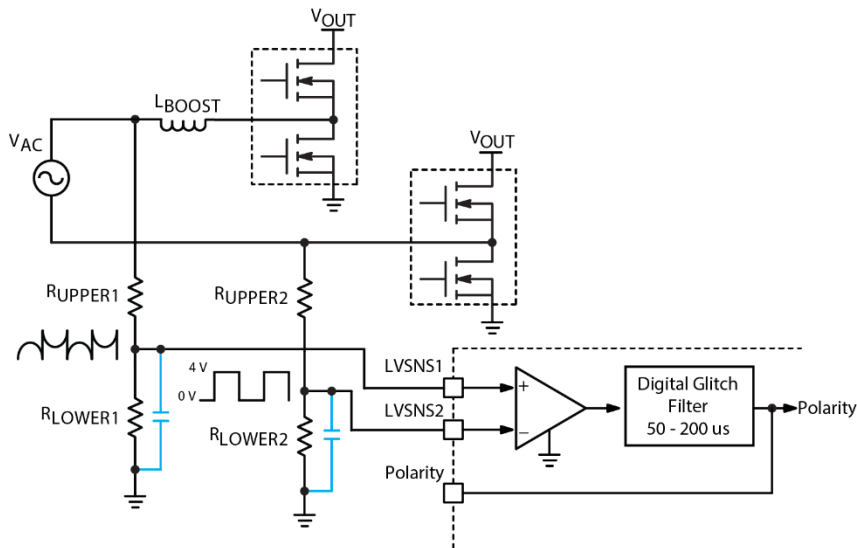 VOUT
LBOOST
VAC
VOUT
RUPPER1
RUPPER2
4 V
0 V
LVSNS1
RLOWER1
RLOWER2
LVSNS2
+
−
Digital Glitch
Filter
50 - 200 us
Polarity
Polarity